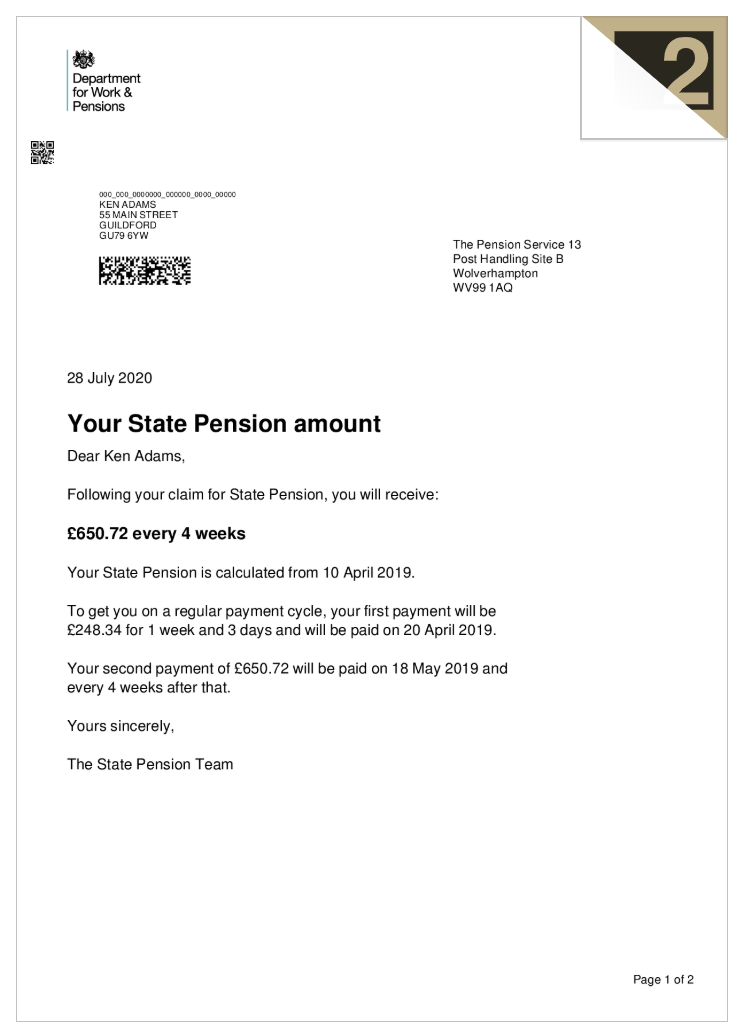 2
Department
for Work &
Pensions
000_000_0000000_000000_0000_00000
KEN ADAMS
55 MAIN STREET
GUILDFORD
GU79 6YW
The Pension Service 13
Post Handling Site B
Wolverhampton
WV99 1AQ
28 July 2020
Your State Pension amount
Dear Ken Adams,
Following your claim for State Pension, you will receive:
£650.72 every 4 weeks
Your State Pension is calculated from 10 April 2019.
To get you on a regular payment cycle, your first payment will be
£248.34 for 1 week and 3 days and will be paid on 20 April 2019.
Your second payment of £650.72 will be paid on 18 May 2019 and
every 4 weeks after that.
Yours sincerely,
The State Pension Team
Page 1 of 2